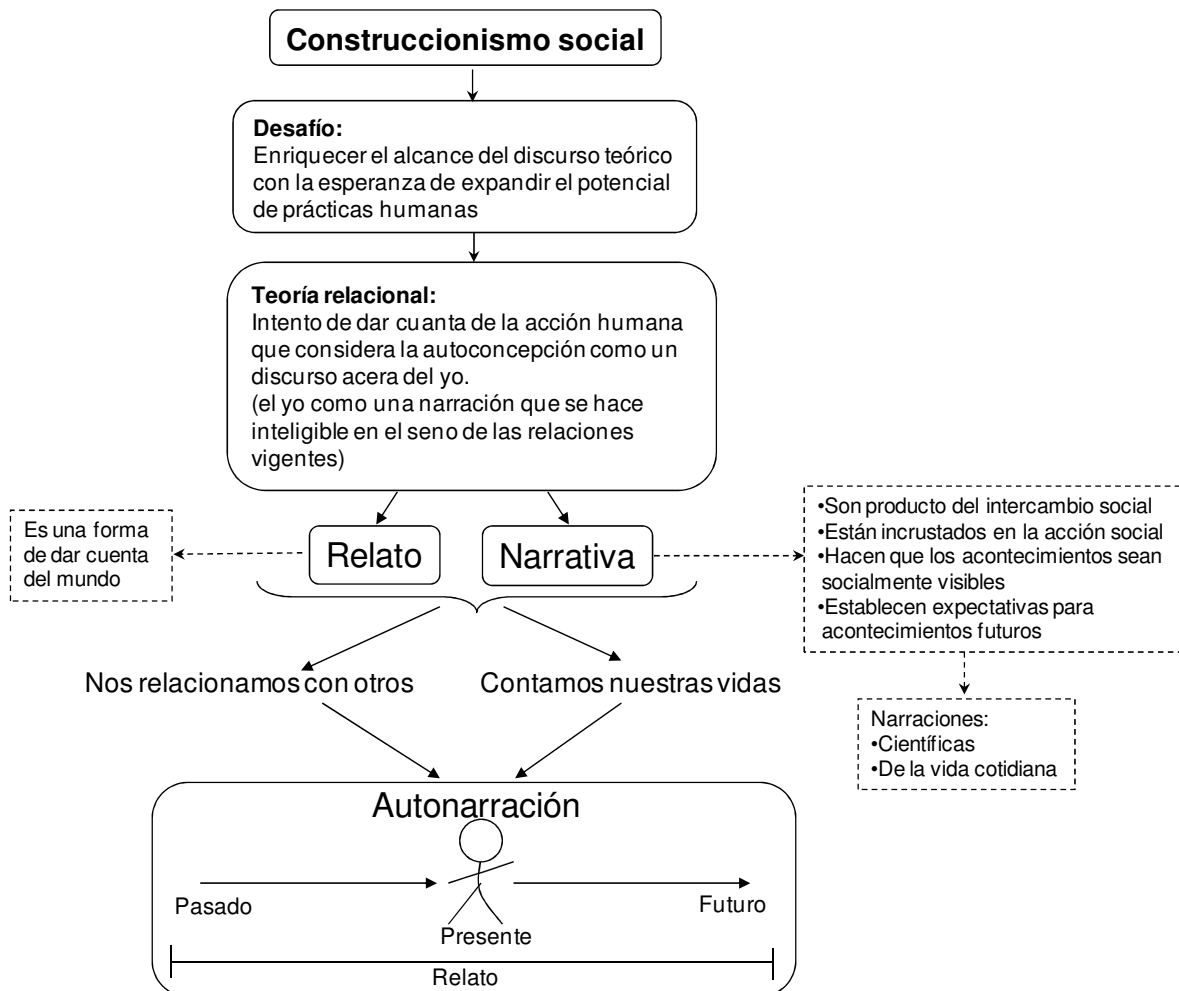 Construccionismo social
Desafío:
Enriquecer el alcance del discurso teórico
con la esperanza de expandir el potencial
de prácticas humanas
Teoría relacional:
Intento de dar cuanta de la acción humana
que considera la autoconcepción como un
discurso acera del yo.
(el yo como una narración que se hace
inteligible en el seno de las relaciones
vigentes)
Es una forma
de dar cuenta
del mundo
Relato
Narrativa
•Son producto del intercambio social
•Están incrustados en la acción social
•Hacen que los acontecimientos sean
socialmente visibles
•Establecen expectativas para
acontecimientos futuros
Nos relacionamos con otros
Contamos nuestras vidas
Narraciones:
•Científicas
•De la vida cotidiana
Autonarración
Pasado
Presente
Futuro
Relato